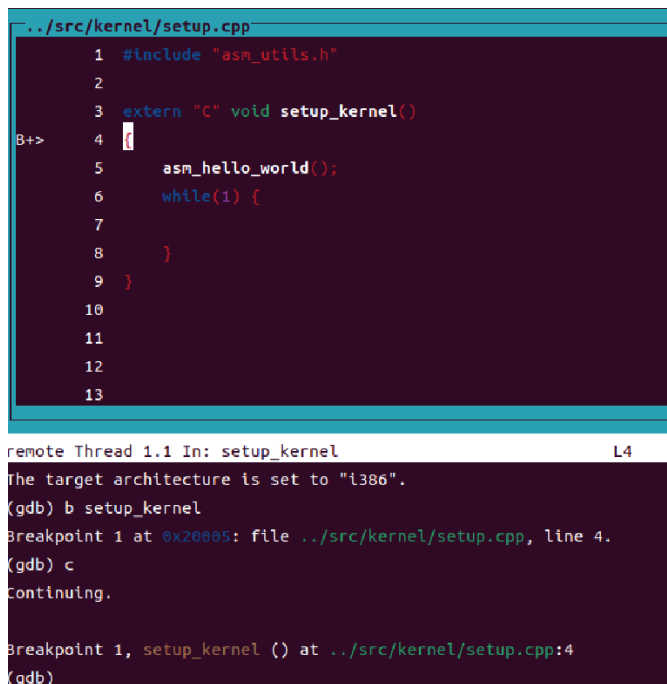 ../src/kernel/setup.cpp
1 #include "asm_utils.h"
2
3 extern "C" void setup_kernel()
B+> 4 {
5 asm_hello_world();
6 while(1) {
7
8 }
9 }
10
11
12
13
remote Thread 1.1 In: setup_kernel L4
The target architecture is set to "i386".
(gdb) b setup_kernel
Breakpoint 1 at 0x20005: file ../src/kernel/setup.cpp, line 4.
(gdb) c
Continuing.
Breakpoint 1, setup_kernel () at ../src/kernel/setup.cpp:4
(gdb)